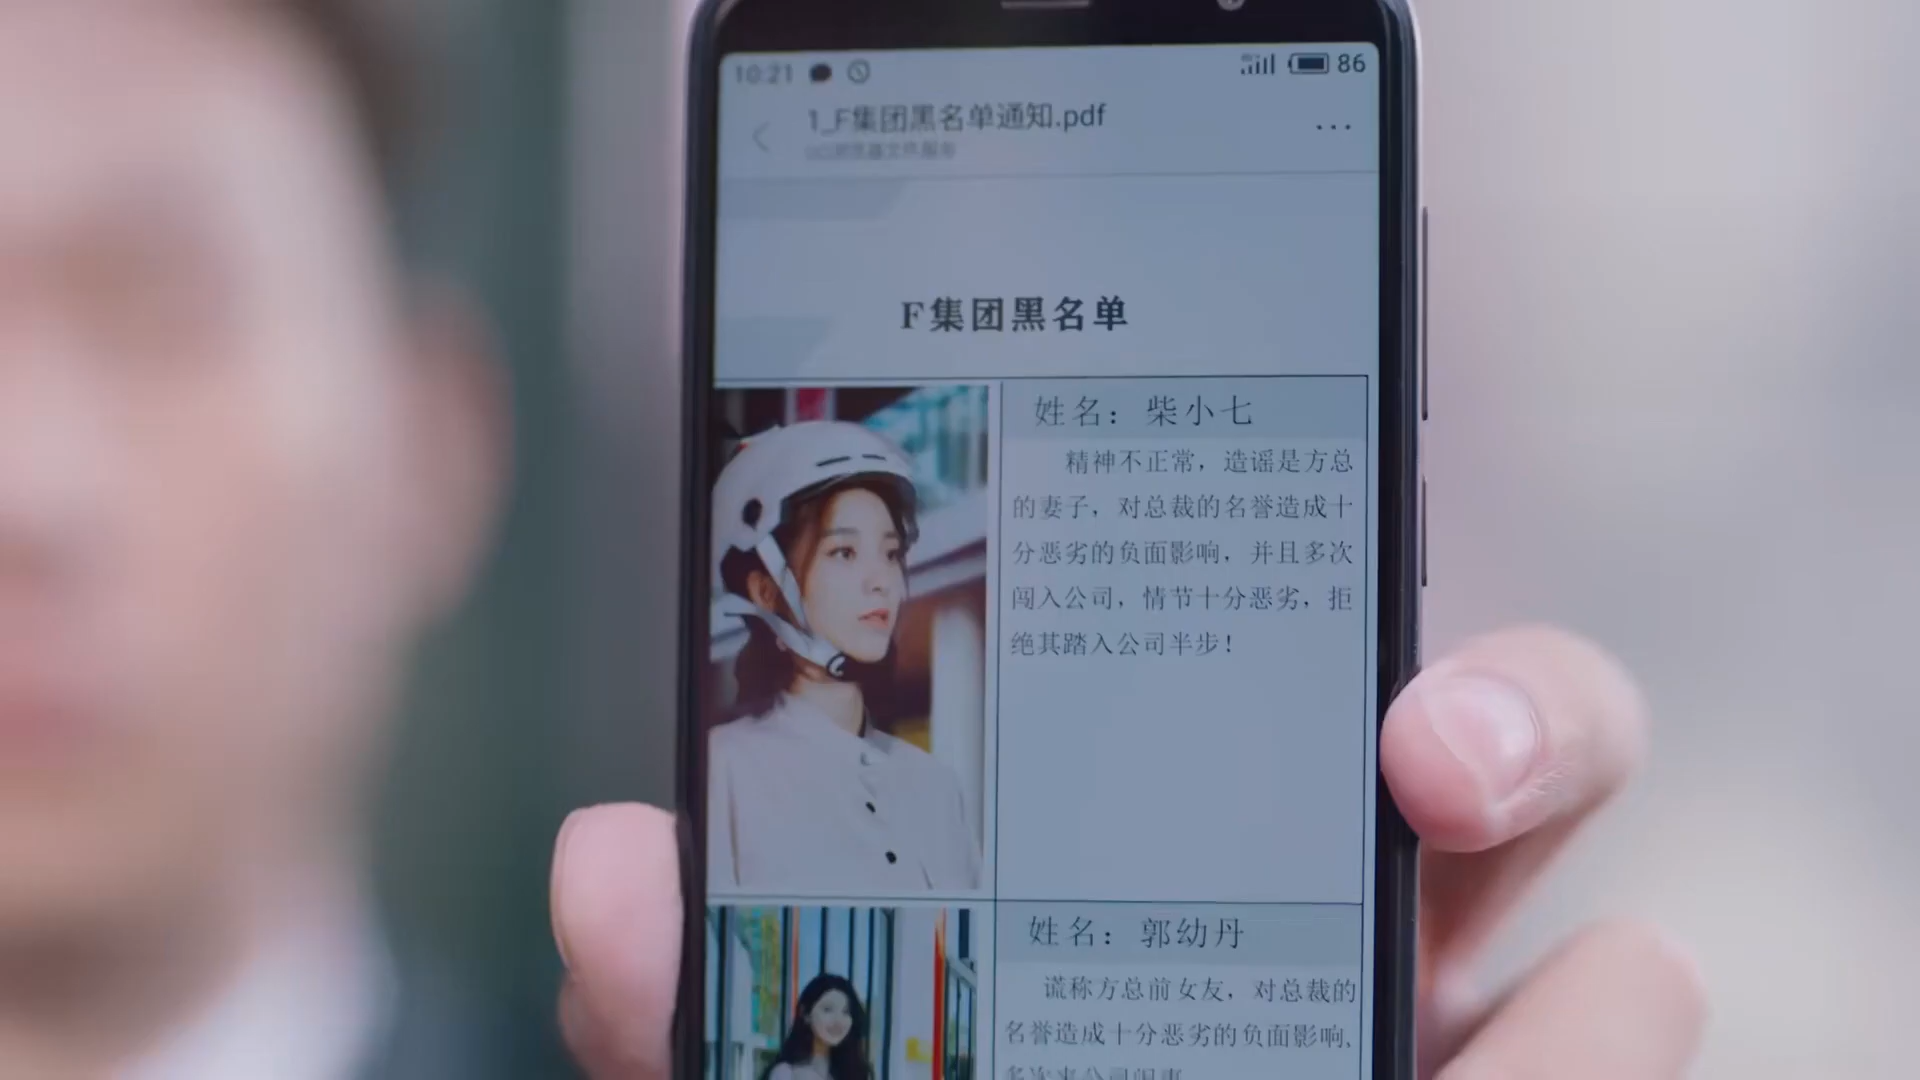 10:21
86
1_F集团黑名单通知.pdf
F集团黑名单
姓名：柴小七
精神不正常，造谣是方总
的妻子，对总裁的名誉造成十
分恶劣的负面影响，并且多次
闯入公司，情节十分恶劣，拒
绝其踏入公司半步！
姓名：郭幼丹
谎称方总前女友，对总裁的
名誉造成十分恶劣的负面影响，